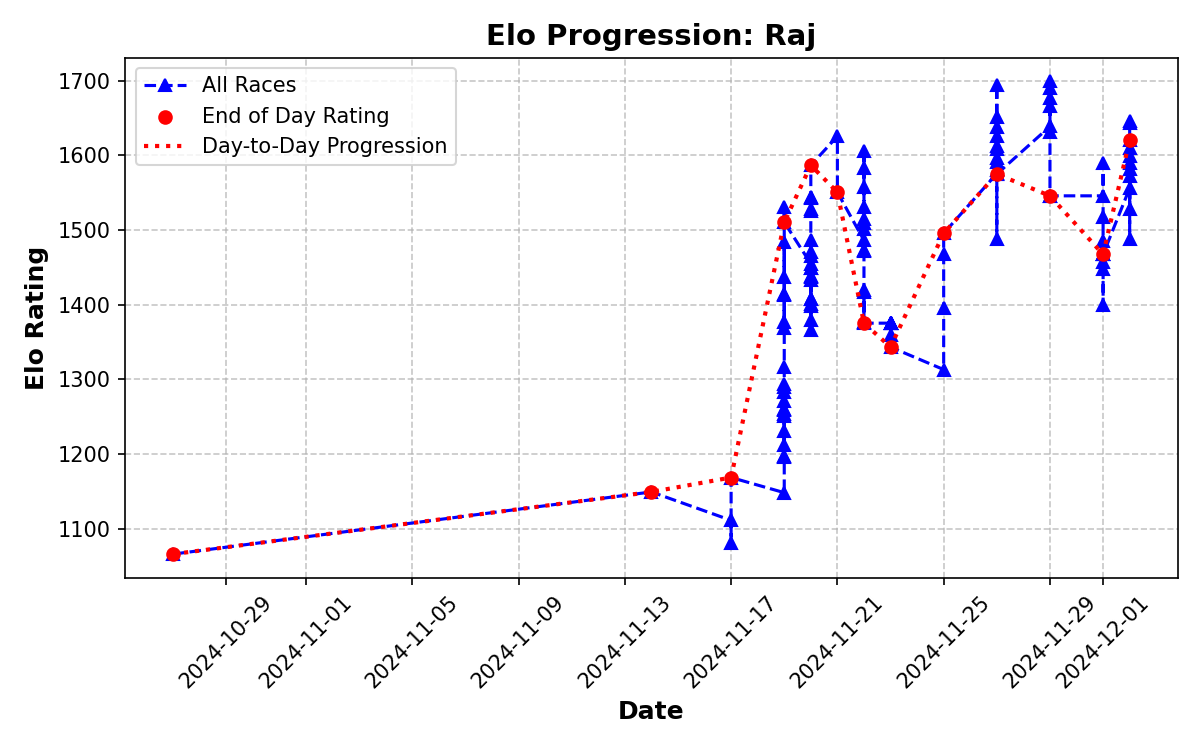 Elo Progression: Raj
All Races
End of Day Rating
Day-to-Day Progression
Elo Rating
1700
1600
1500
1400
1300
1200
1100
2024-10-29
2024-11-01
2024-11-05
2024-11-09
2024-11-13
2024-11-17
2024-11-21
2024-11-25
2024-11-29
2024-12-01
Date